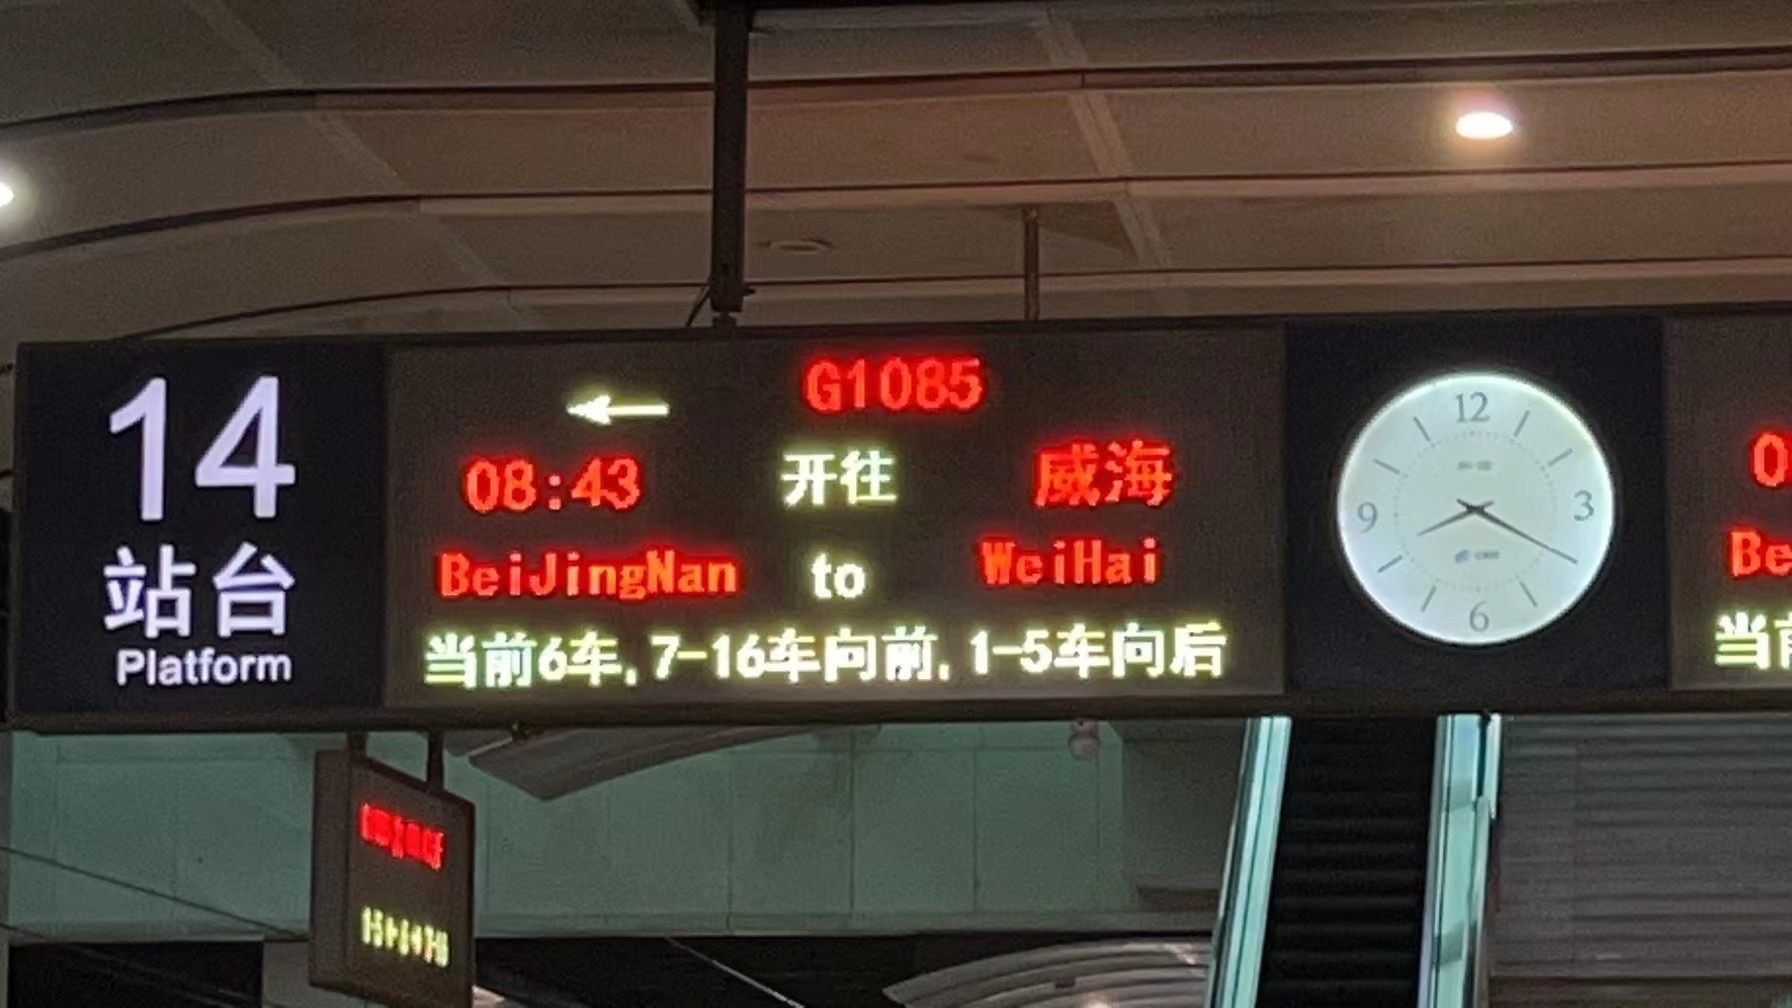 14
站台
Platform
G1085
08:43 开往 威海
BeiJingNan to WeiHai
当前6车,7-16车向前,1-5车向后
12
3
6
9
Be